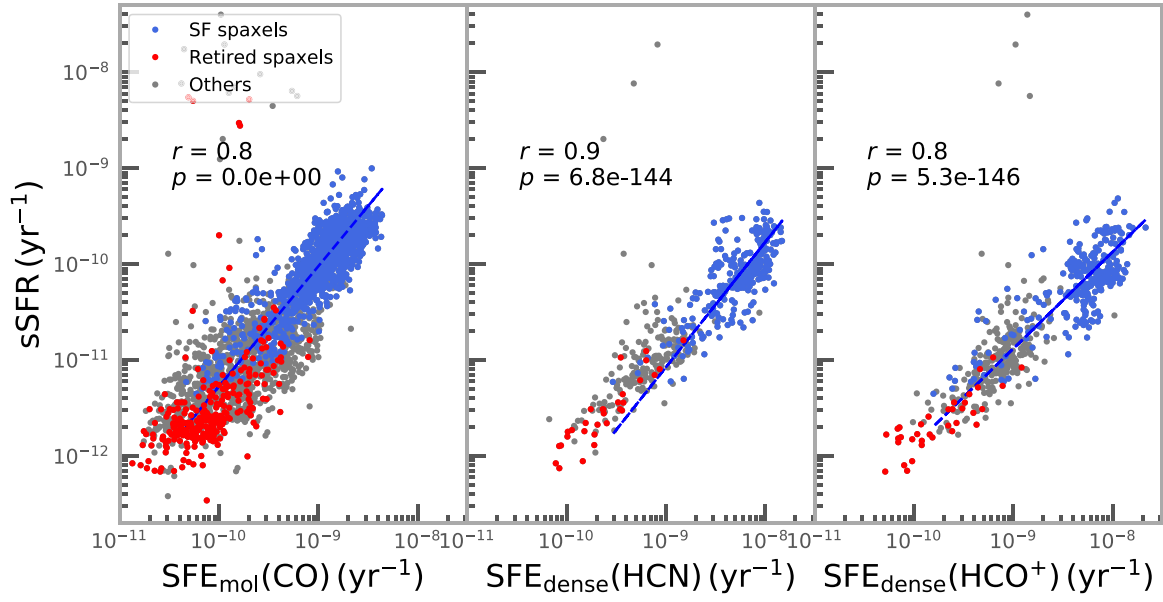 SF spaxels
Retired spaxels
Others
r = 0.8
p = 0.0e+00
r = 0.9
p = 6.8e-144
r = 0.8
p = 5.3e-146
sSFR (yr⁻¹)
10⁻⁸
10⁻⁹
10⁻¹⁰
10⁻¹¹
10⁻¹²
10⁻¹¹ 10⁻¹⁰ 10⁻⁹ 10⁻⁸ 10⁻¹¹ 10⁻¹⁰ 10⁻⁹ 10⁻⁸ 10⁻¹¹ 10⁻¹⁰ 10⁻⁹ 10⁻⁸
SFE_mol(CO) (yr⁻¹) SFE_dense(HCN) (yr⁻¹) SFE_dense(HCO⁺) (yr⁻¹)